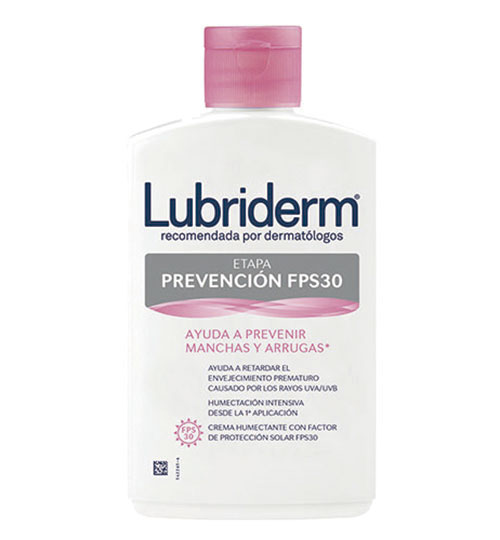 Lubriderm®
recomendada por dermatólogos
ETAPA
PREVENCIÓN FPS30
AYUDA A PREVENIR
MANCHAS Y ARRUGAS*
AYUDA A RETARDAR EL
ENVEJECIMIENTO PREMATURO
CAUSADO POR LOS RAYOS UVA/UVB
HUMECTACIÓN INTENSIVA
DESDE LA 1ª APLICACIÓN
FPS
30
CREMA HUMECTANTE CON FACTOR
DE PROTECCIÓN SOLAR FPS30